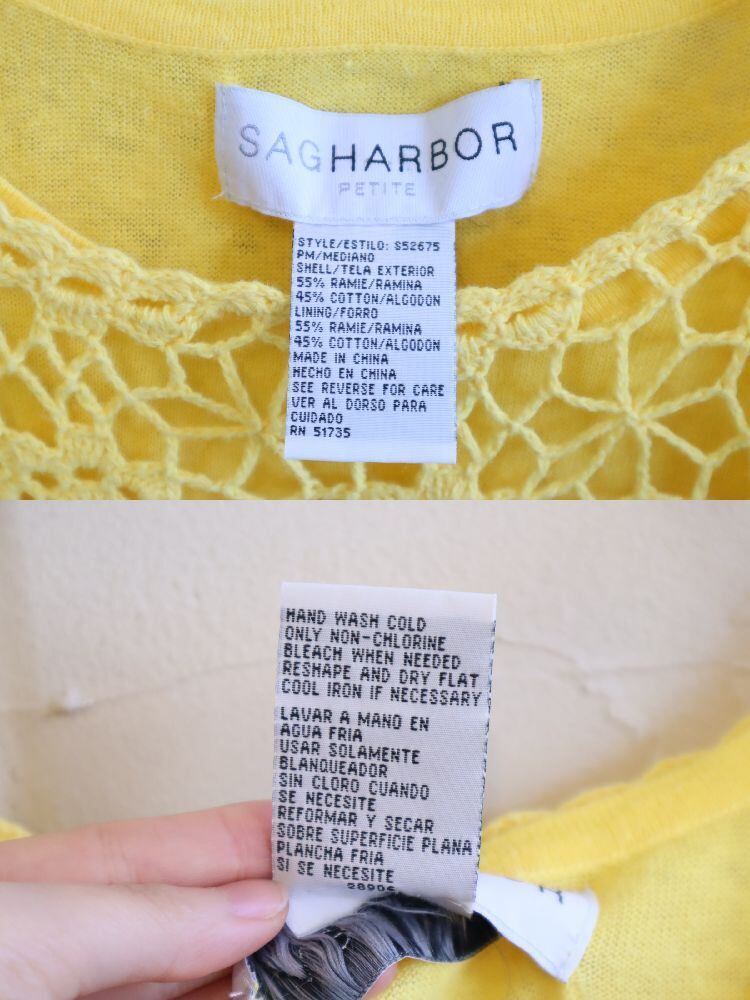 SAGHARBOR
PETITE
STYLE/ESTILO: S52675
PM/MEDIANO
SHELL/TELA EXTERIOR
55% RAMIE/RAMINA
45% COTTON/ALGODON
LINING/FORRO
55% RAMIE/RAMINA
45% COTTON/ALGODON
MADE IN CHINA
HECHO EN CHINA
SEE REVERSE FOR CARE
VER AL DORSO PARA
CUIDADO
RN 51735
HAND WASH COLD
ONLY NON-CHLORINE
BLEACH WHEN NEEDED
RESHAPE AND DRY FLAT
COOL IRON IF NECESSARY
LAVAR A MANO EN
AGUA FRIA
USAR SOLAMENTE
BLANQUEADOR
SIN CLORO CUANDO
SE NECESITE
REFORMAR Y SECAR
SOBRE SUPERFICIE PLANA
PLANCHA FRIA
SI SE NECESITE